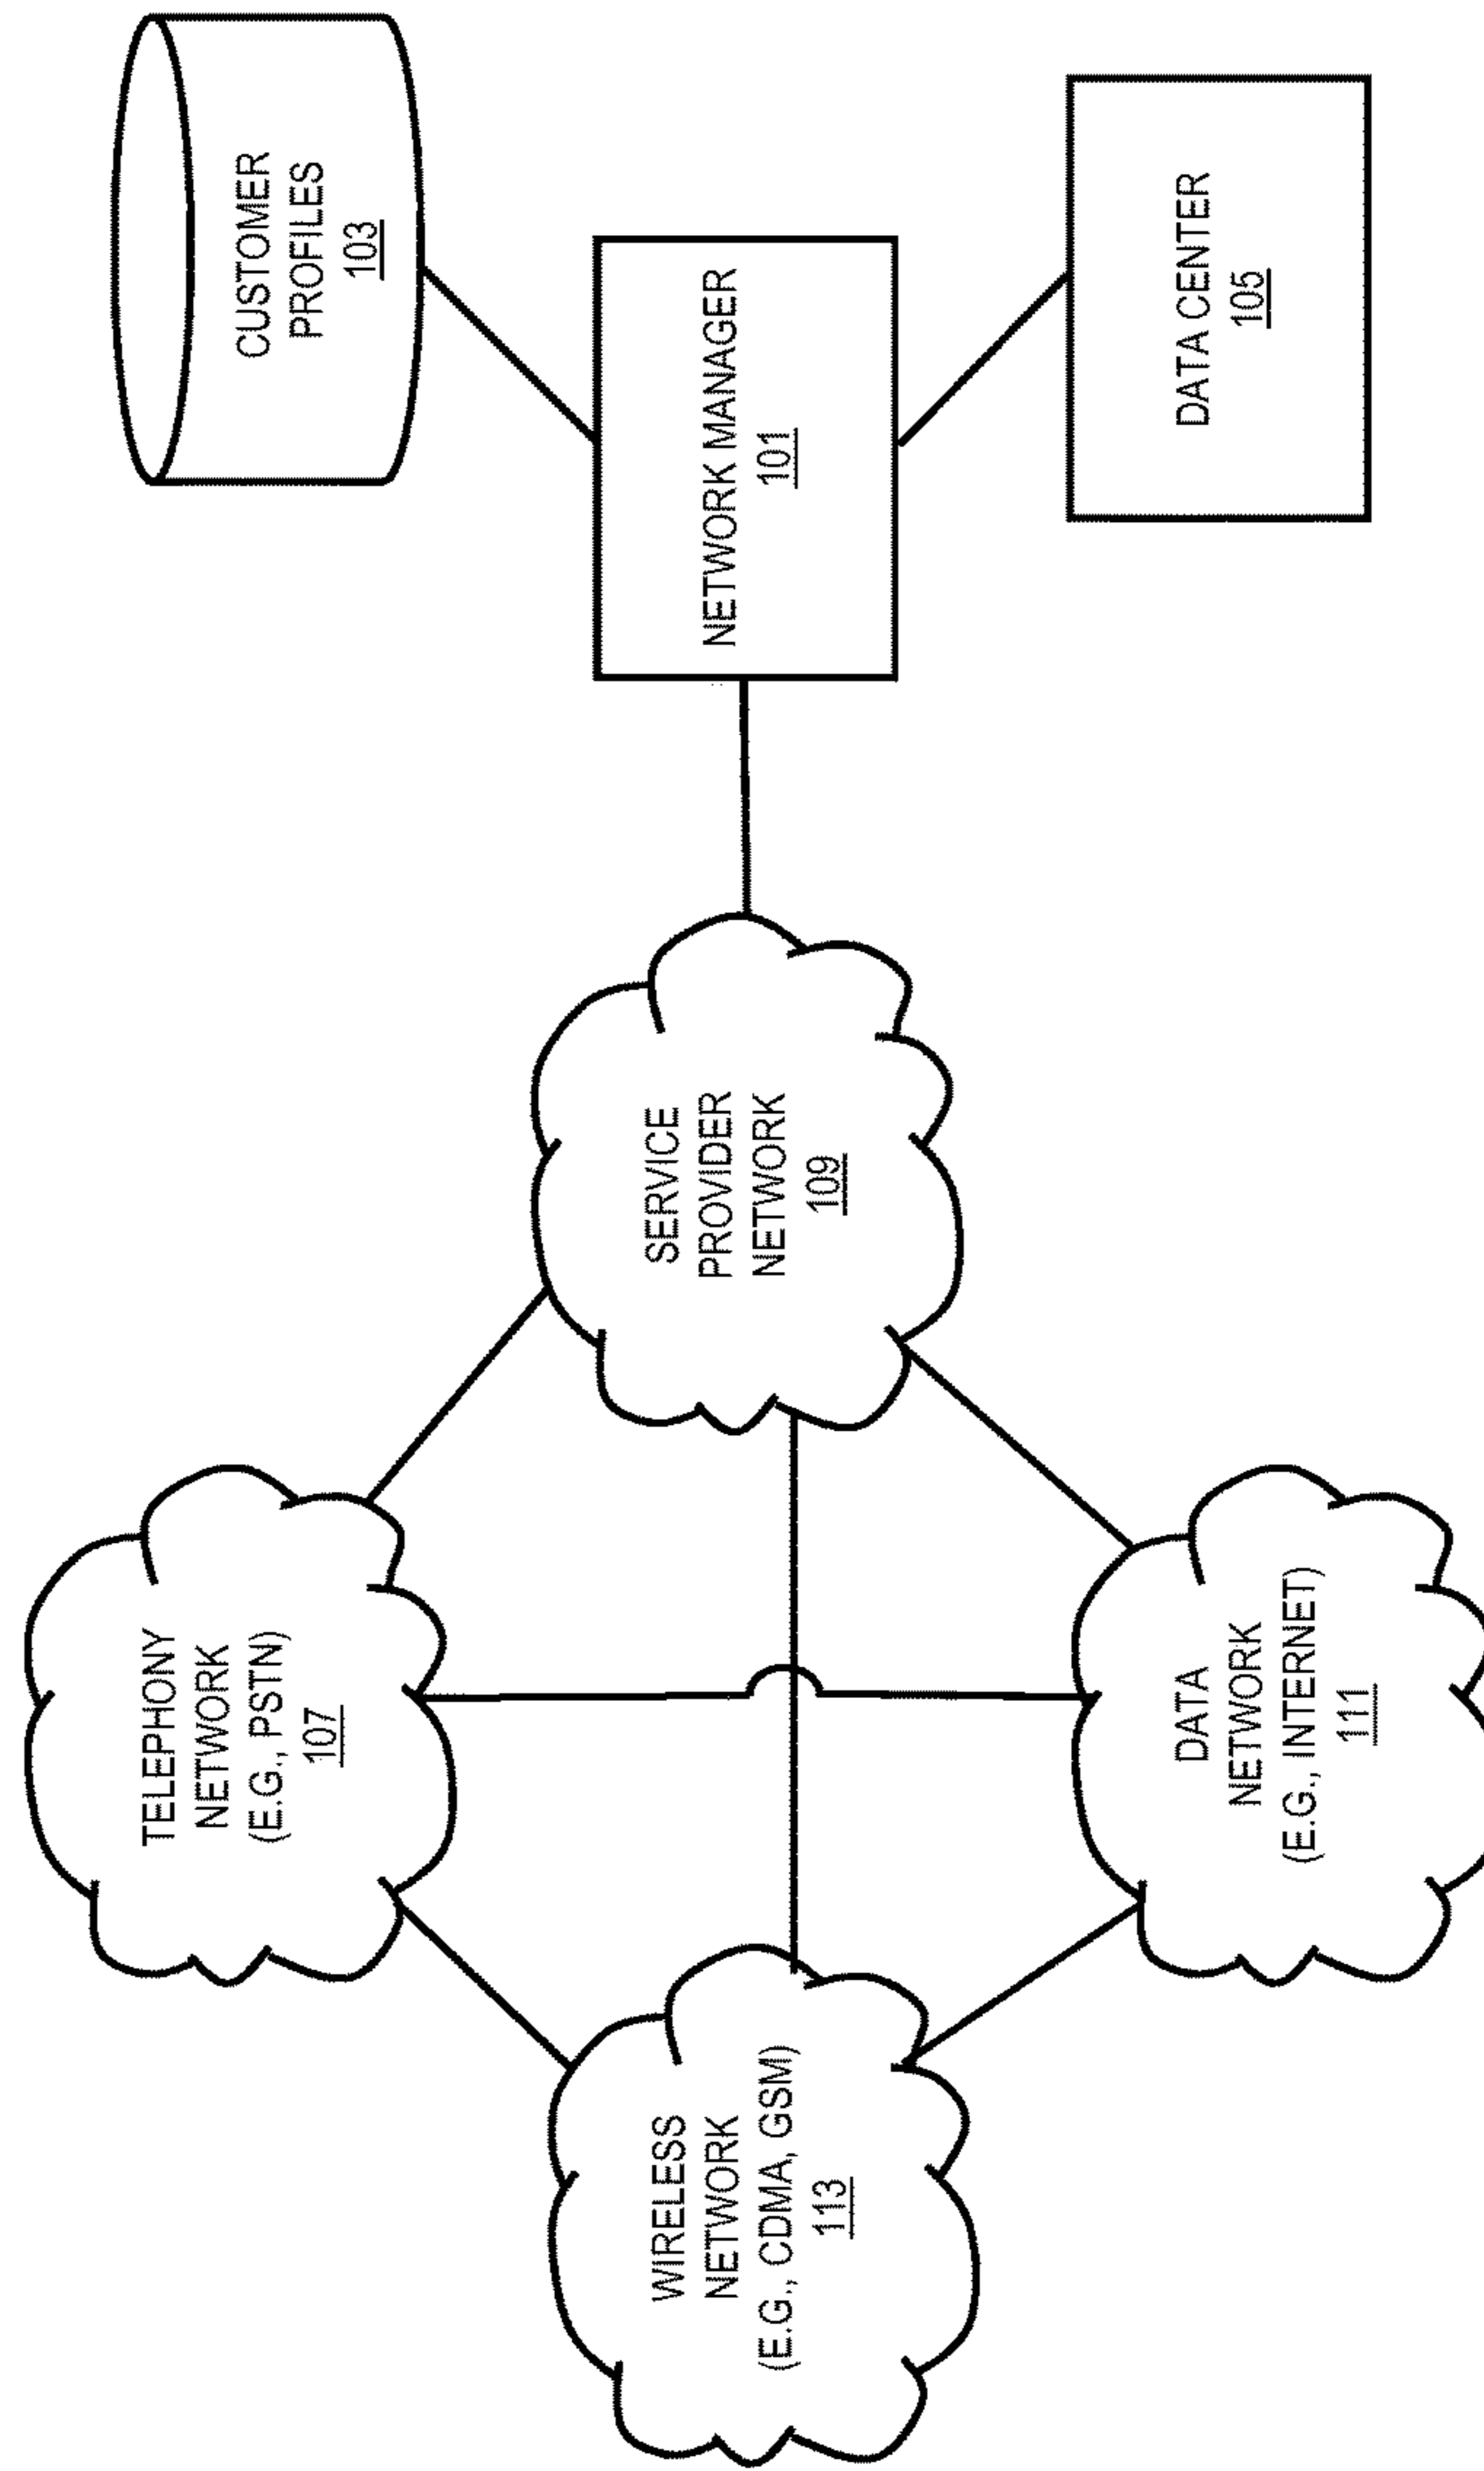 CUSTOMER
PROFILES
103
NETWORK MANAGER
101
DATA CENTER
105
SERVICE
PROVIDER
NETWORK
109
TELEPHONY
NETWORK
(E.G., PSTN)
107
DATA
NETWORK
(E.G., INTERNET)
111
WIRELESS
NETWORK
(E.G., CDMA, GSM)
113